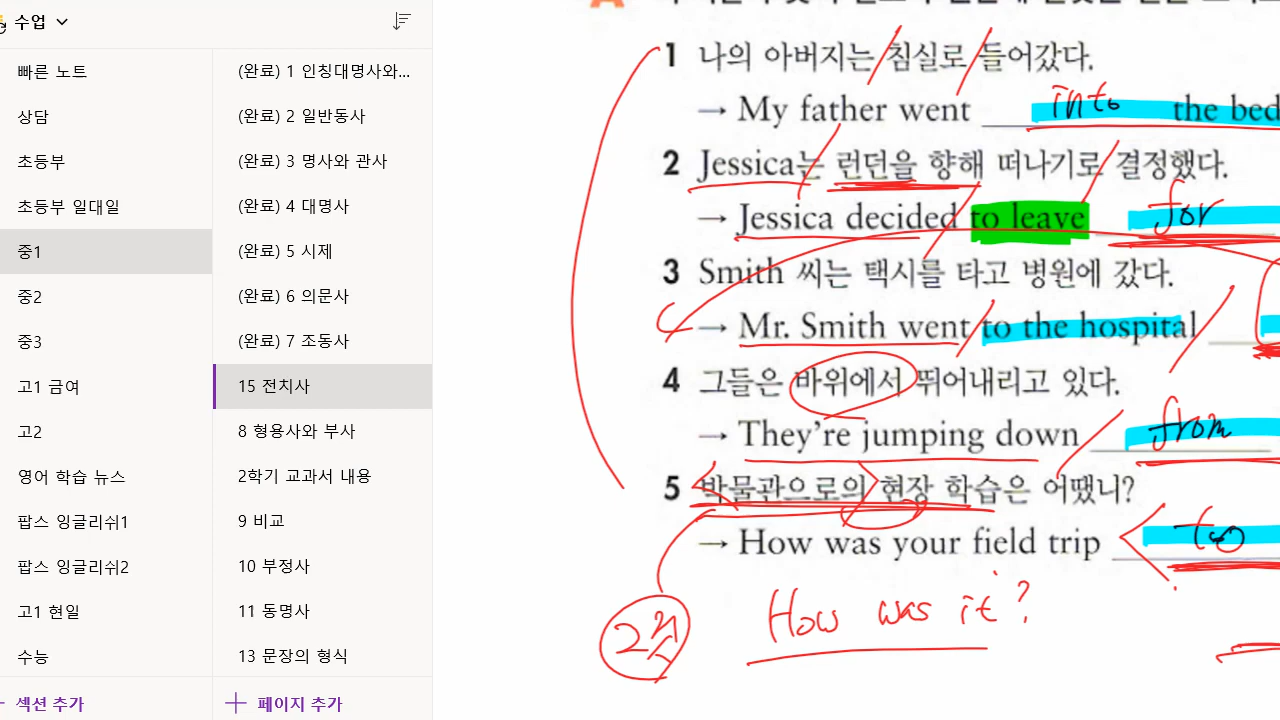 수업
빠른 노트
상담
초등부
초등부 일대일
중1
중2
중3
고1 금여
고2
영어 학습 뉴스
팝스 잉글리쉬1
팝스 잉글리쉬2
고1 현일
수능
섹션 추가
(완료) 1 인칭대명사와...
(완료) 2 일반동사
(완료) 3 명사와 관사
(완료) 4 대명사
(완료) 5 시제
(완료) 6 의문사
(완료) 7 조동사
15 전치사
8 형용사와 부사
2학기 교과서 내용
9 비교
10 부정사
11 동명사
13 문장의 형식
페이지 추가
1 나의 아버지는 침실로 들어갔다.
→ My father went into the bed
2 Jessica는 런던을 향해 떠나기로 결정했다.
→ Jessica decided to leave for
3 Smith 씨는 택시를 타고 병원에 갔다.
→ Mr. Smith went to the hospital
4 그들은 바위에서 뛰어내리고 있다.
→ They're jumping down from
5 박물관으로의 현장 학습은 어땠니?
→ How was your field trip to
How was it?